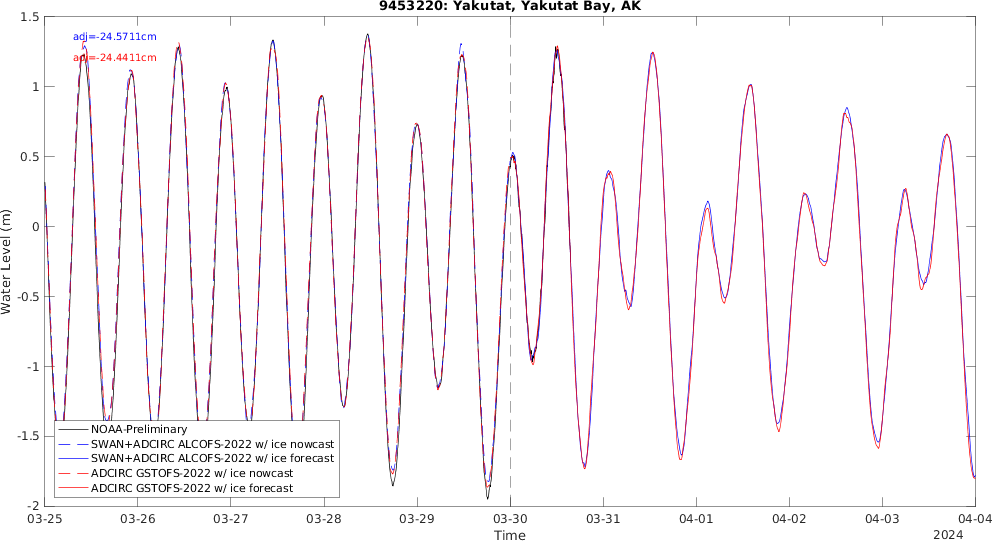 9453220: Yakutat, Yakutat Bay, AK
adj=-24.5711cm
adj=-24.4411cm
Water Level (m)
1.5
1
0.5
0
-0.5
-1
-1.5
-2
NOAA-Preliminary
SWAN+ADCIRC ALCOFS-2022 w/ ice nowcast
SWAN+ADCIRC ALCOFS-2022 w/ ice forecast
ADCIRC GSTOFS-2022 w/ ice nowcast
ADCIRC GSTOFS-2022 w/ ice forecast
03-25 03-26 03-27 03-28 03-29 03-30 03-31 04-01 04-02 04-03 04-04
Time
2024